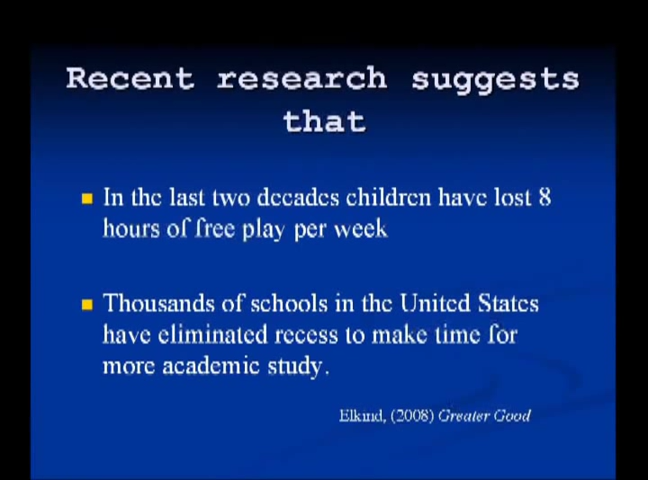 Recent research suggests
that
In the last two decades children have lost 8
hours of free play per week
Thousands of schools in the United States
have eliminated recess to make time for
more academic study.
Elkind, (2008) Greater Good